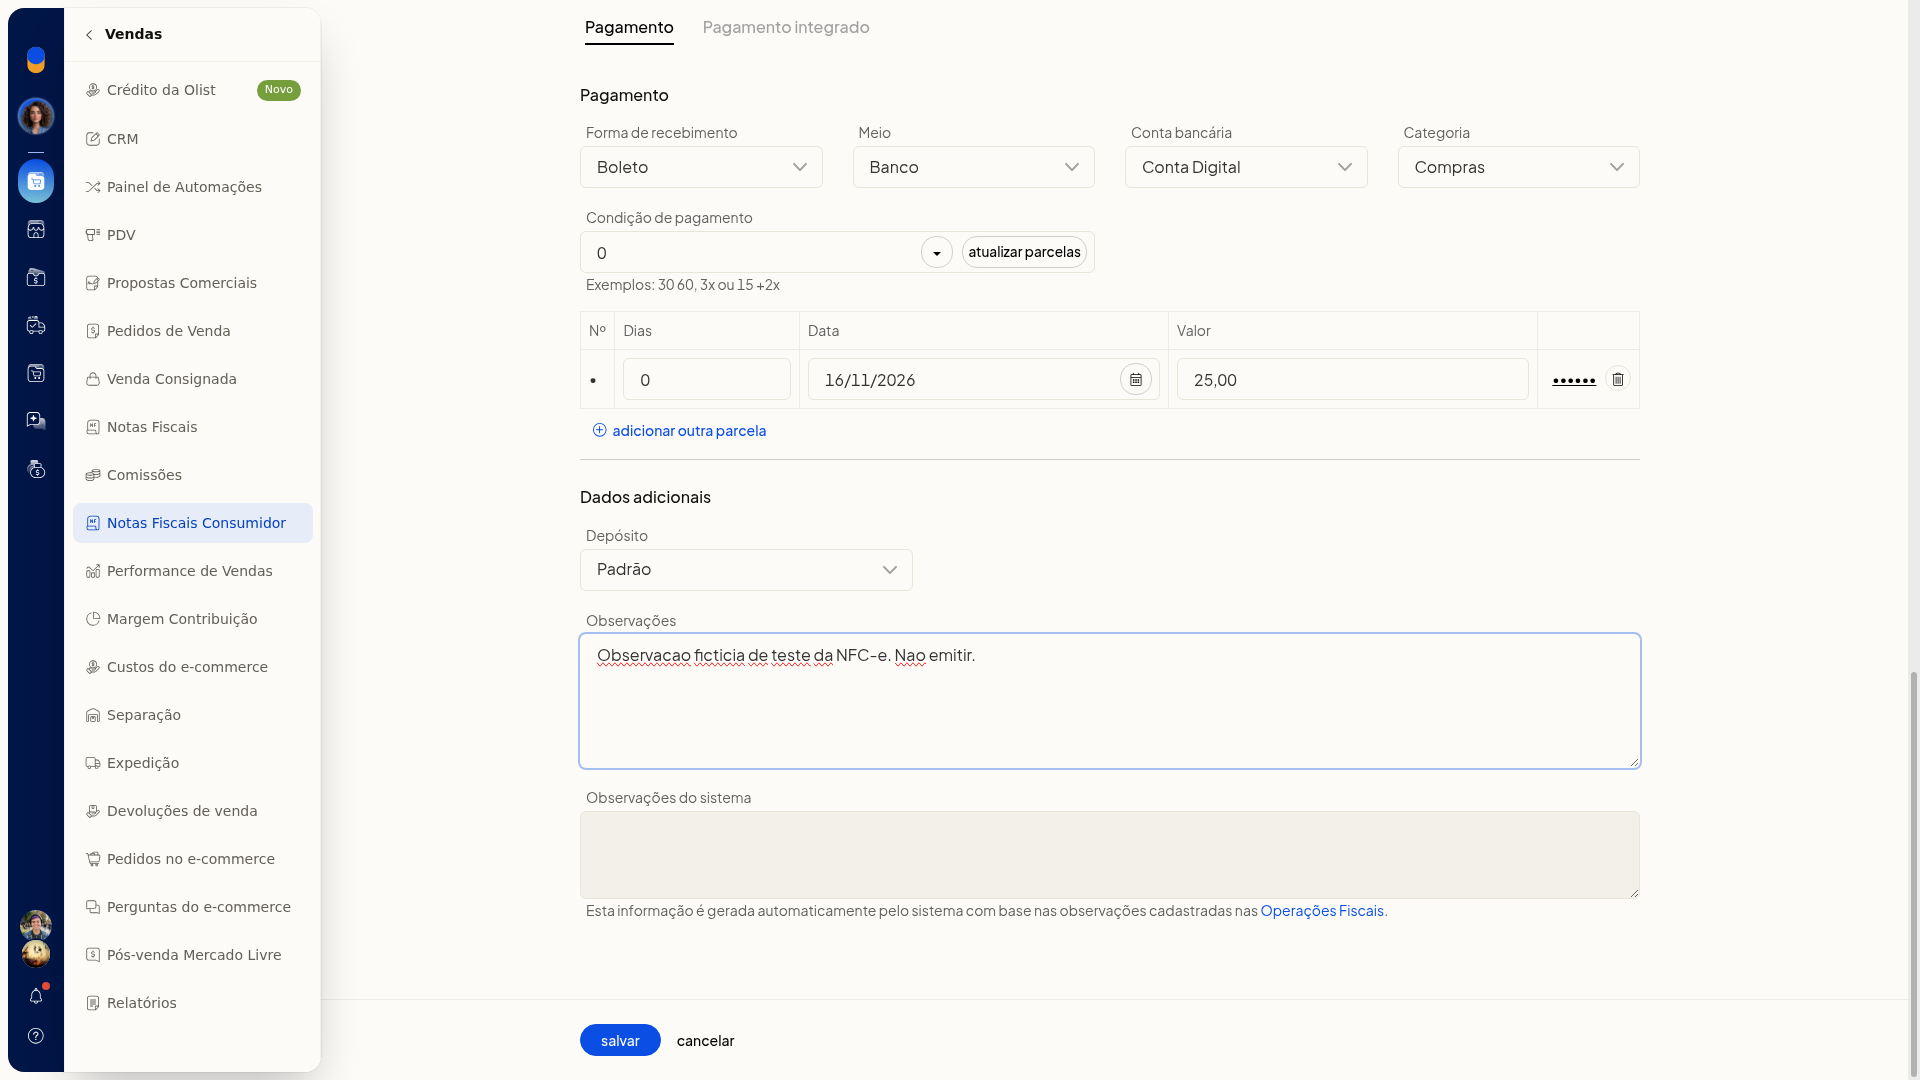 Vendas
Crédito da Olist
Novo
CRM
Painel de Automações
PDV
Propostas Comerciais
Pedidos de Venda
Venda Consignada
Notas Fiscais
Comissões
Notas Fiscais Consumidor
Performance de Vendas
Margem Contribuição
Custos do e-commerce
Separação
Expedição
Devoluções de venda
Pedidos no e-commerce
Perguntas do e-commerce
Pós-venda Mercado Livre
Relatórios
Pagamento Pagamento integrado
Pagamento
Forma de recebimento Meio Conta bancária Categoria
Boleto Banco Conta Digital Compras
Condição de pagamento
0 atualizar parcelas
Exemplos: 30 60, 3x ou 15 +2x
Nº Dias Data Valor
• 0 16/11/2026 25,00 ••••••
adicionar outra parcela
Dados adicionais
Depósito
Padrão
Observações
Observacao ficticia de teste da NFC-e. Nao emitir.
Observações do sistema
Esta informação é gerada automaticamente pelo sistema com base nas observações cadastradas nas Operações Fiscais.
salvar cancelar